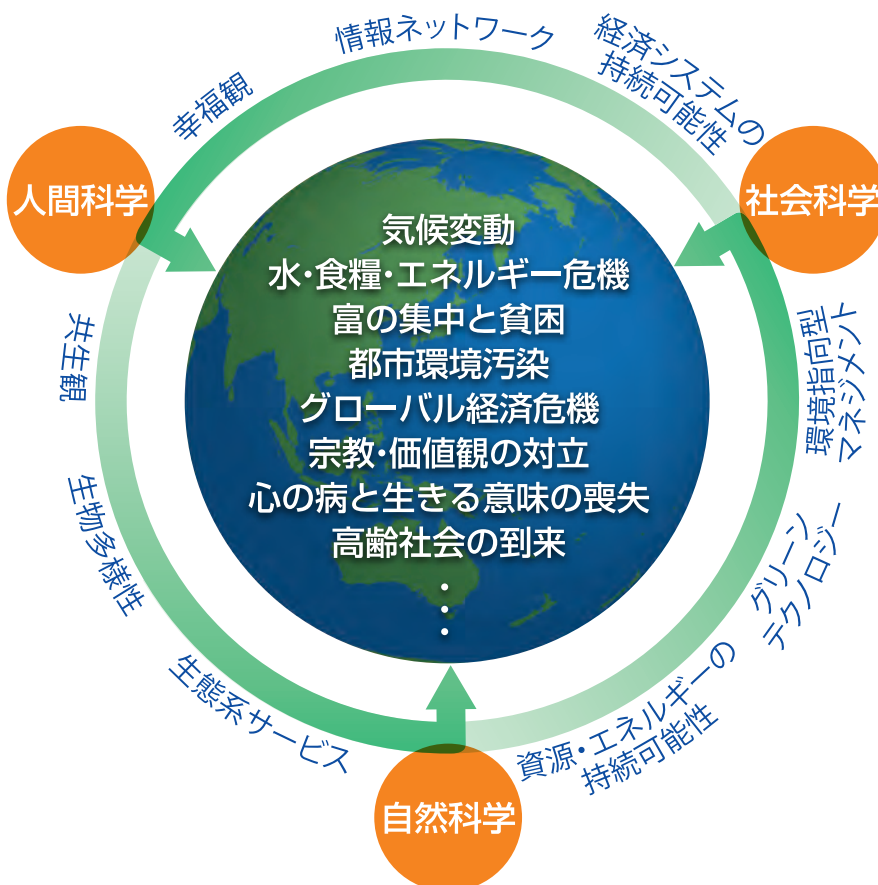 情報ネットワーク
経済システムの
持続可能性
幸福観
人間科学
社会科学
気候変動
水・食糧・エネルギー危機
富の集中と貧困
都市環境汚染
グローバル経済危機
宗教・価値観の対立
心の病と生きる意味の喪失
高齢社会の到来
・
・
・
環境指向型
マネジメント
グリーン
テクノロジー
資源・エネルギーの
持続可能性
自然科学
生態系サービス
生物多様性
共生観